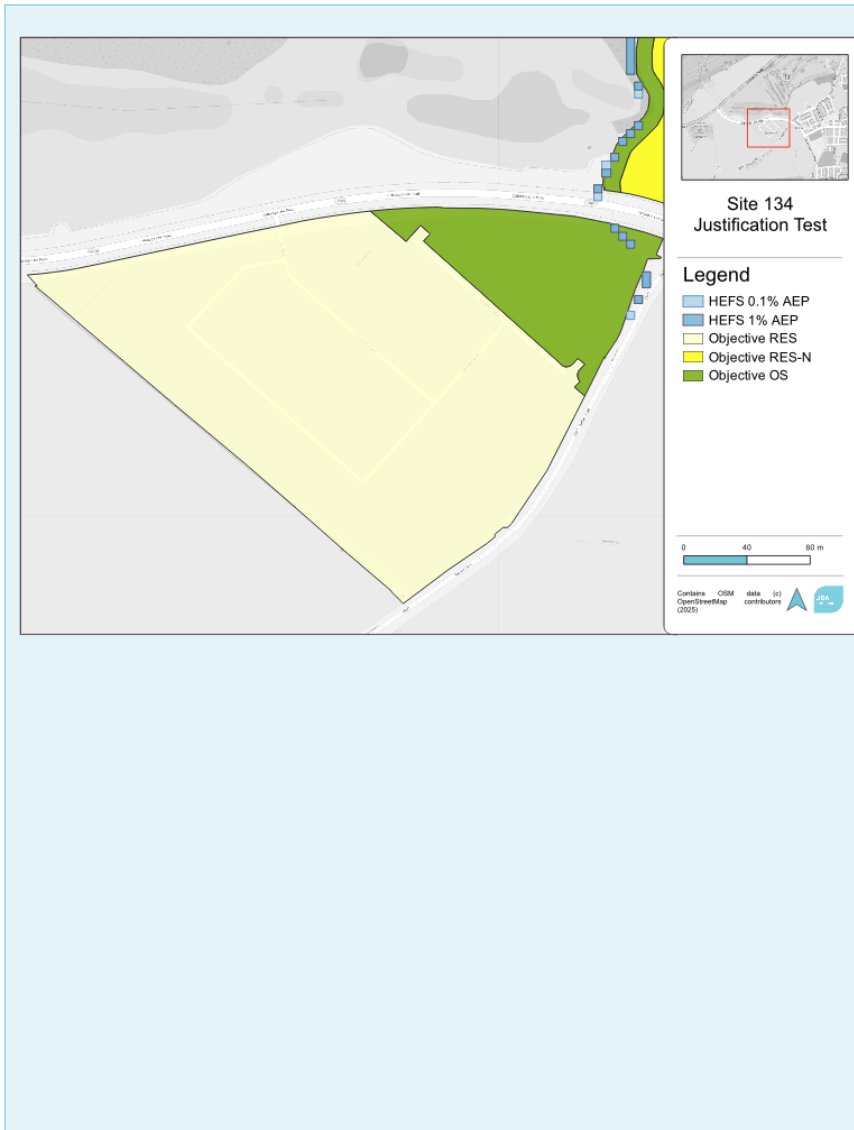 Site 134
Justification Test
Legend
HEFS 0.1% AEP
HEFS 1% AEP
Objective RES
Objective RES-N
Objective OS
0 40 80 m
Contains OSM data (c)
OpenStreetMap contributors
(2025)
JBA